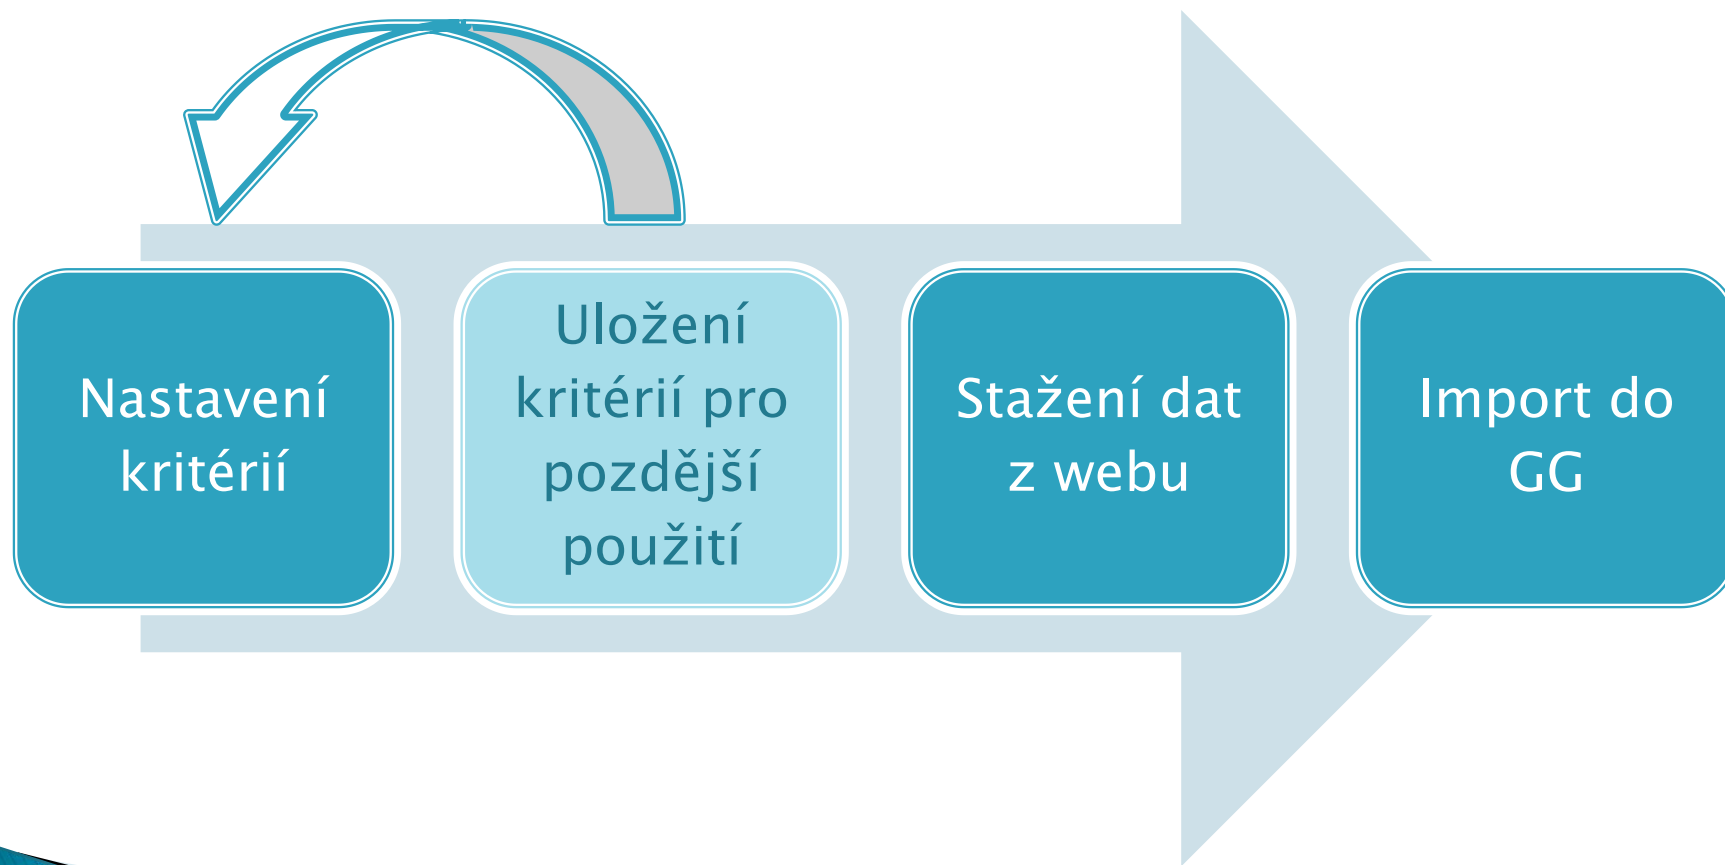 Nastavení
kritérií
Uložení
kritérií pro
pozdější
použití
Stažení dat
z webu
Import do
GG